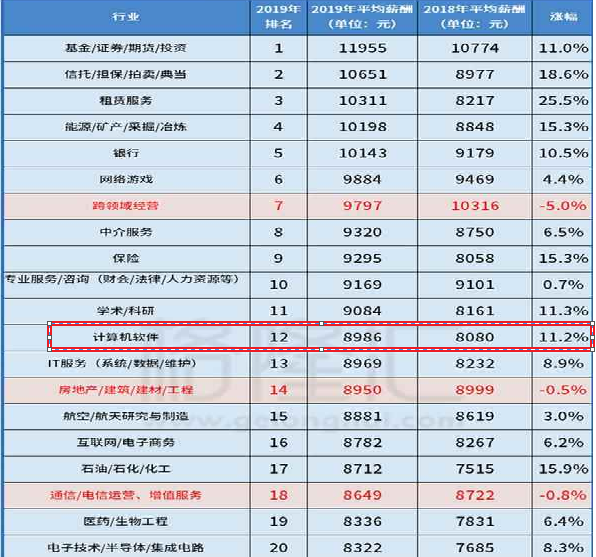 行业 2019年排名 2019年平均薪酬（单位：元） 2018年平均薪酬（单位：元） 涨幅
基金/证券/期货/投资 1 11955 10774 11.0%
信托/担保/拍卖/典当 2 10651 8977 18.6%
租赁服务 3 10311 8217 25.5%
能源/矿产/采掘/冶炼 4 10198 8848 15.3%
银行 5 10143 9179 10.5%
网络游戏 6 9884 9469 4.4%
跨领域经营 7 9797 10316 -5.0%
中介服务 8 9320 8750 6.5%
保险 9 9295 8058 15.3%
专业服务/咨询（财会/法律/人力资源等） 10 9169 9101 0.7%
学术/科研 11 9084 8161 11.3%
计算机软件 12 8986 8080 11.2%
IT服务（系统/数据/维护） 13 8969 8232 8.9%
房地产/建筑/建材/工程 14 8950 8999 -0.5%
航空/航天研究与制造 15 8881 8619 3.0%
互联网/电子商务 16 8782 8267 6.2%
石油/石化/化工 17 8712 7515 15.9%
通信/电信运营、增值服务 18 8649 8722 -0.8%
医药/生物工程 19 8336 7831 6.4%
电子技术/半导体/集成电路 20 8322 7685 8.3%
格隆汇
www.gelonghui.com